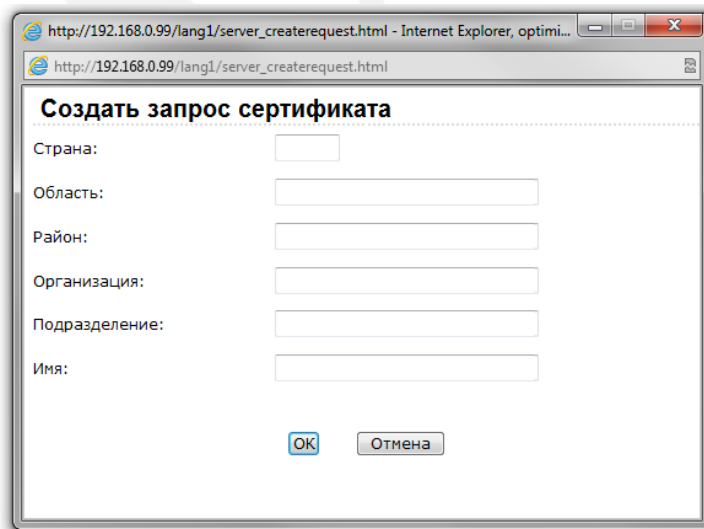 http://192.168.0.99/lang1/server_createrequest.html - Internet Explorer, optimi...
http://192.168.0.99/lang1/server_createrequest.html
Создать запрос сертификата
Страна:
Область:
Район:
Организация:
Подразделение:
Имя:
OK Отмена